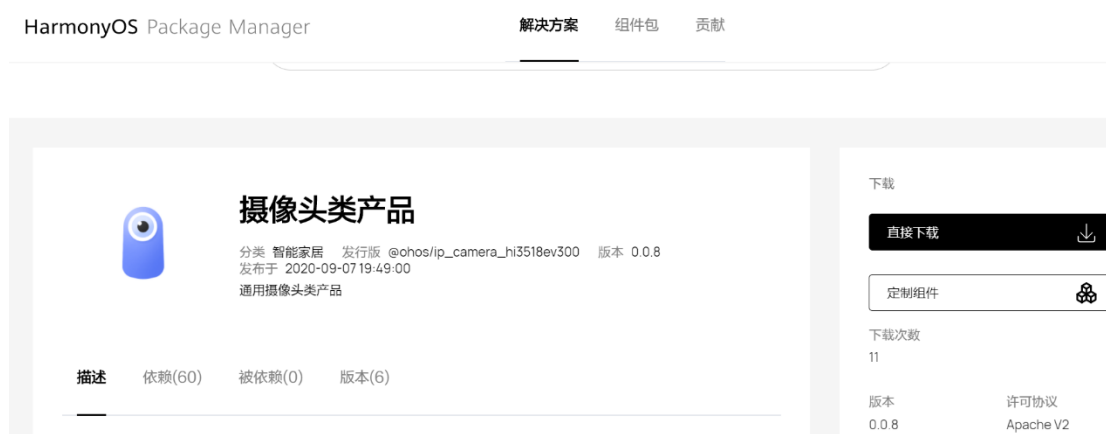 HarmonyOS Package Manager
解决方案 组件包 贡献
摄像头类产品
分类 智能家居 发行版 @ohos/ip_camera_hi3518ev300 版本 0.0.8
发布于 2020-09-07 19:49:00
通用摄像头类产品
描述 依赖(60) 被依赖(0) 版本(6)
下载
直接下载
定制组件
下载次数
11
版本 许可协议
0.0.8 Apache V2